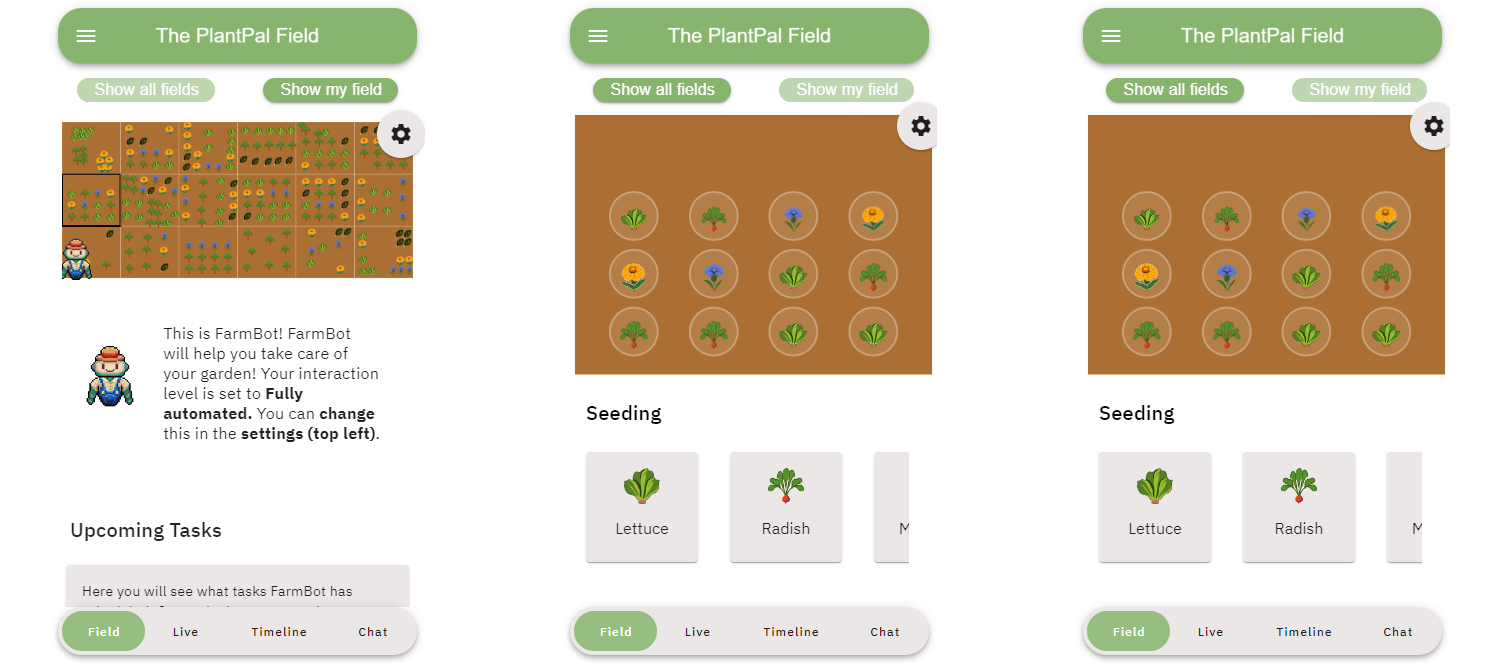 The PlantPal Field
Show all fields
Show my field
This is FarmBot! FarmBot
will help you take care of
your garden! Your interaction
level is set to Fully
automated. You can change
this in the settings (top left).
Upcoming Tasks
Here you will see what tasks FarmBot has
Field
Live
Timeline
Chat
The PlantPal Field
Show all fields
Show my field
Seeding
Lettuce
Radish
M
Field
Live
Timeline
Chat
The PlantPal Field
Show all fields
Show my field
Seeding
Lettuce
Radish
M
Field
Live
Timeline
Chat